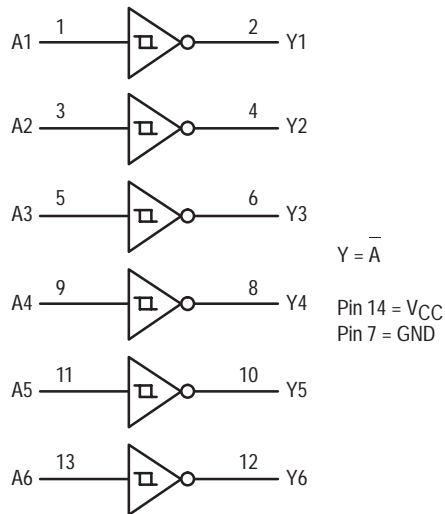 A1 1 2 Y1
A2 3 4 Y2
A3 5 6 Y3
Y = A̅
A4 9 8 Y4
Pin 14 = VCC
Pin 7 = GND
A5 11 10 Y5
A6 13 12 Y6